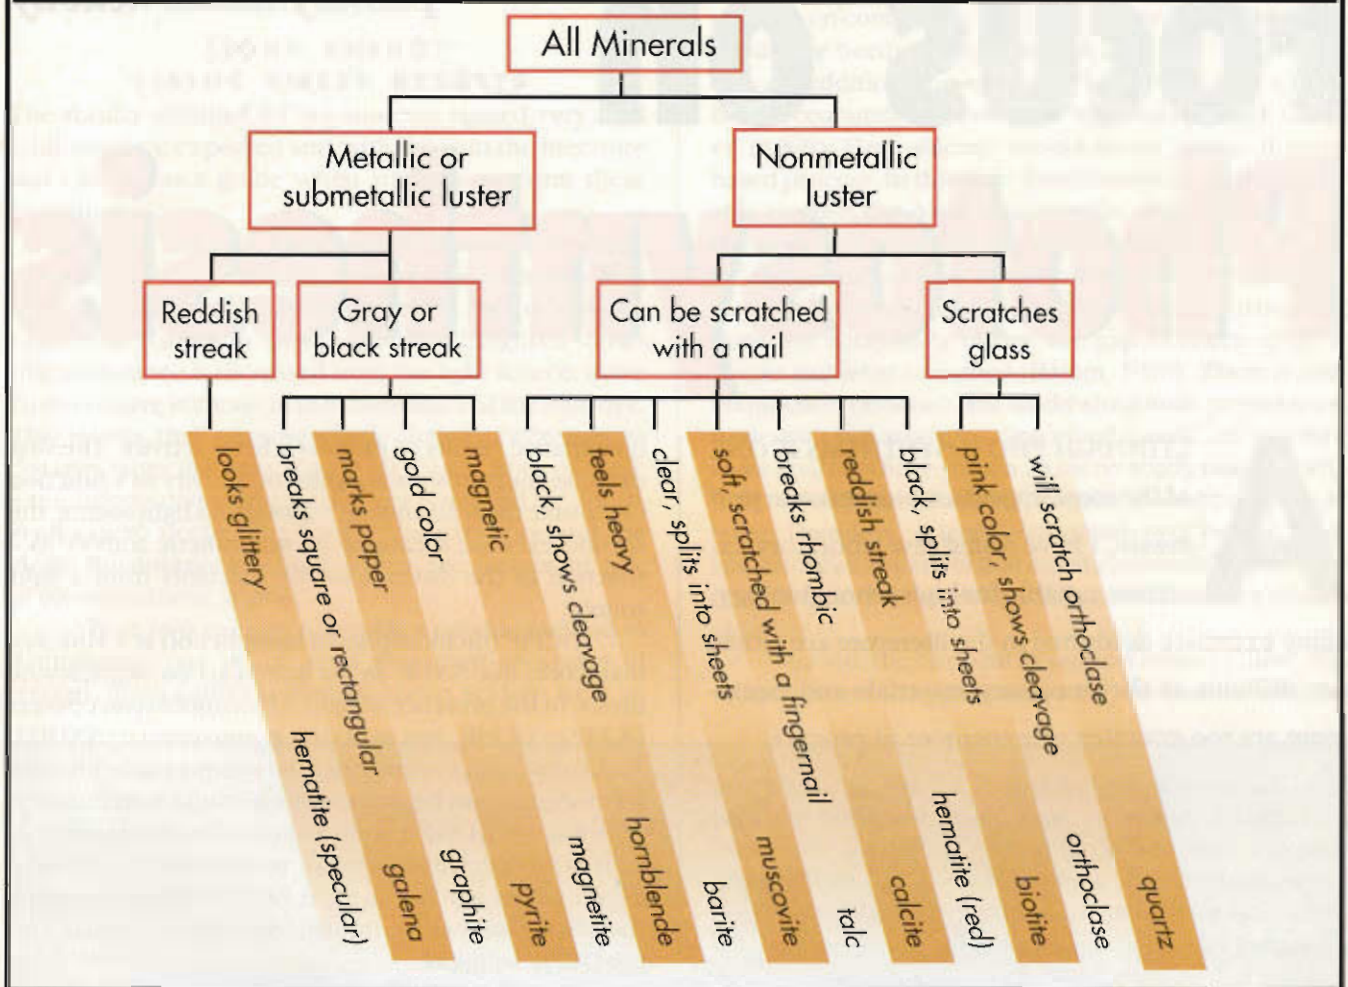 All Minerals
Metallic or
submetallic luster
Nonmetallic
luster
Reddish
streak
Gray or
black streak
Can be scratched
with a nail
Scratches
glass
looks glittery
breaks square or rectangular
marks paper
gold color
magnetic
black, shows cleavage
feels heavy
clear, splits into sheets
soft, scratched with a fingernail
breaks rhombic
reddish streak
black, splits into sheets
pink color, shows cleavage
will scratch orthoclase
hematite (specular)
galena
graphite
pyrite
magnetite
hornblende
barite
muscovite
talc
calcite
hematite (red)
biotite
orthoclase
quartz